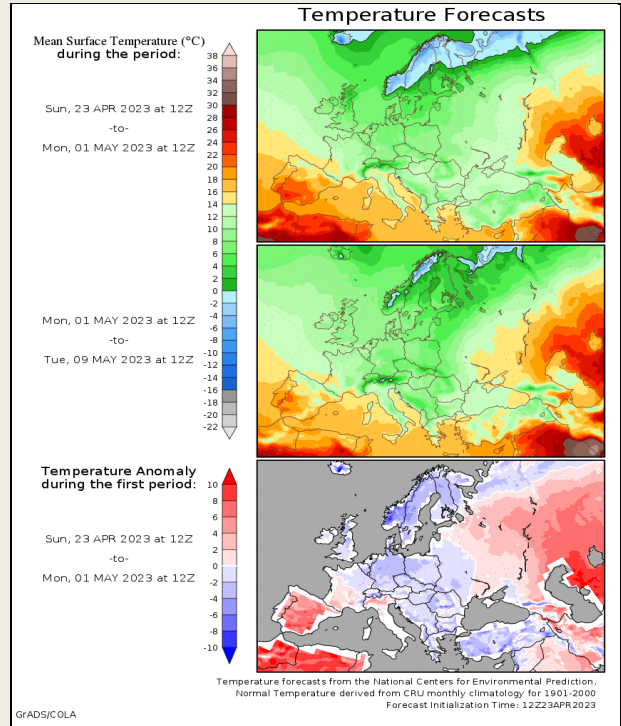 Temperature Forecasts
Mean Surface Temperature (°C)
during the period:
38
36
34
32
30
28
26
24
22
20
18
16
14
12
10
8
6
4
2
0
-2
-4
-6
-8
-10
-12
-14
-16
-18
-20
-22
Sun, 23 APR 2023 at 12Z
-to-
Mon, 01 MAY 2023 at 12Z
Mon, 01 MAY 2023 at 12Z
-to-
Tue, 09 MAY 2023 at 12Z
Temperature Anomaly
during the first period:
10
8
6
4
2
0
-2
-4
-6
-8
-10
Sun, 23 APR 2023 at 12Z
-to-
Mon, 01 MAY 2023 at 12Z
Temperature forecasts from the National Centers for Environmental Prediction.
Normal Temperature derived from CRU monthly climatology for 1901-2000
Forecast Initialization Time: 12Z23APR2023
GrADS/COLA